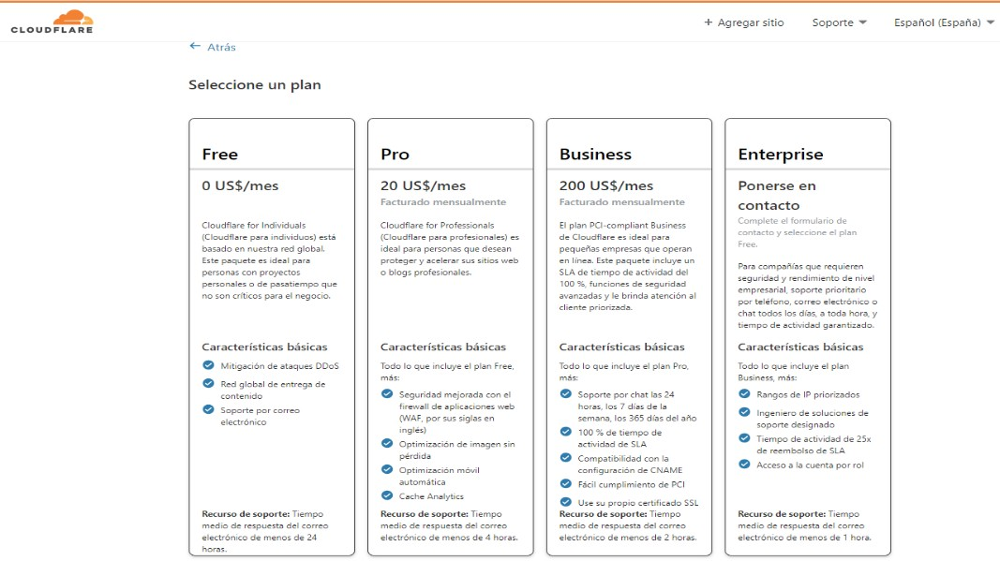 CLOUDFLARE
+ Agregar sitio
Soporte
Español (España)
← Atrás
Seleccione un plan
Free
0 US$/mes
Cloudflare for Individuals
(Cloudflare para individuos) está
basado en nuestra red global.
Este paquete es ideal para
personas con proyectos
personales o de pasatiempo que
no son críticos para el negocio.
Características básicas
Mitigación de ataques DDoS
Red global de entrega de
contenido
Soporte por correo
electrónico
Recurso de soporte: Tiempo
medio de respuesta del correo
electrónico de menos de 24
horas.
Pro
20 US$/mes
Facturado mensualmente
Cloudflare for Professionals
(Cloudflare para profesionales) es
ideal para personas que desean
proteger y acelerar sus sitios web
o blogs profesionales.
Características básicas
Todo lo que incluye el plan Free,
más:
Seguridad mejorada con el
firewall de aplicaciones web
(WAF, por sus siglas en
inglés)
Optimización de imagen sin
pérdida
Optimización móvil
automática
Cache Analytics
Recurso de soporte: Tiempo
medio de respuesta del correo
electrónico de menos de 4 horas.
Business
200 US$/mes
Facturado mensualmente
El plan PCI-compliant Business
de Cloudflare es ideal para
pequeñas empresas que operan
en línea. Este paquete incluye un
SLA de tiempo de actividad del
100 %, funciones de seguridad
avanzadas y le brinda atención al
cliente priorizada.
Características básicas
Todo lo que incluye el plan Pro,
más:
Soporte por chat las 24
horas, los 7 días de la
semana, los 365 días del año
100 % de tiempo de
actividad de SLA
Compatibilidad con la
configuración de CNAME
Fácil cumplimiento de PCI
Use su propio certificado SSL
Recurso de soporte: Tiempo
medio de respuesta del correo
electrónico de menos de 2 horas.
Enterprise
Ponerse en
contacto
Complete el formulario de
contacto y seleccione el plan
Free.
Para compañías que requieren
seguridad y rendimiento de nivel
empresarial, soporte prioritario
por teléfono, correo electrónico o
chat todos los días, a toda hora, y
tiempo de actividad garantizado.
Características básicas
Todo lo que incluye el plan
Business, más:
Rangos de IP priorizados
Ingeniero de soluciones de
soporte designado
Tiempo de actividad de 25x
de reembolso de SLA
Acceso a la cuenta por rol
Recurso de soporte: Tiempo
medio de respuesta del correo
electrónico de menos de 1 hora.